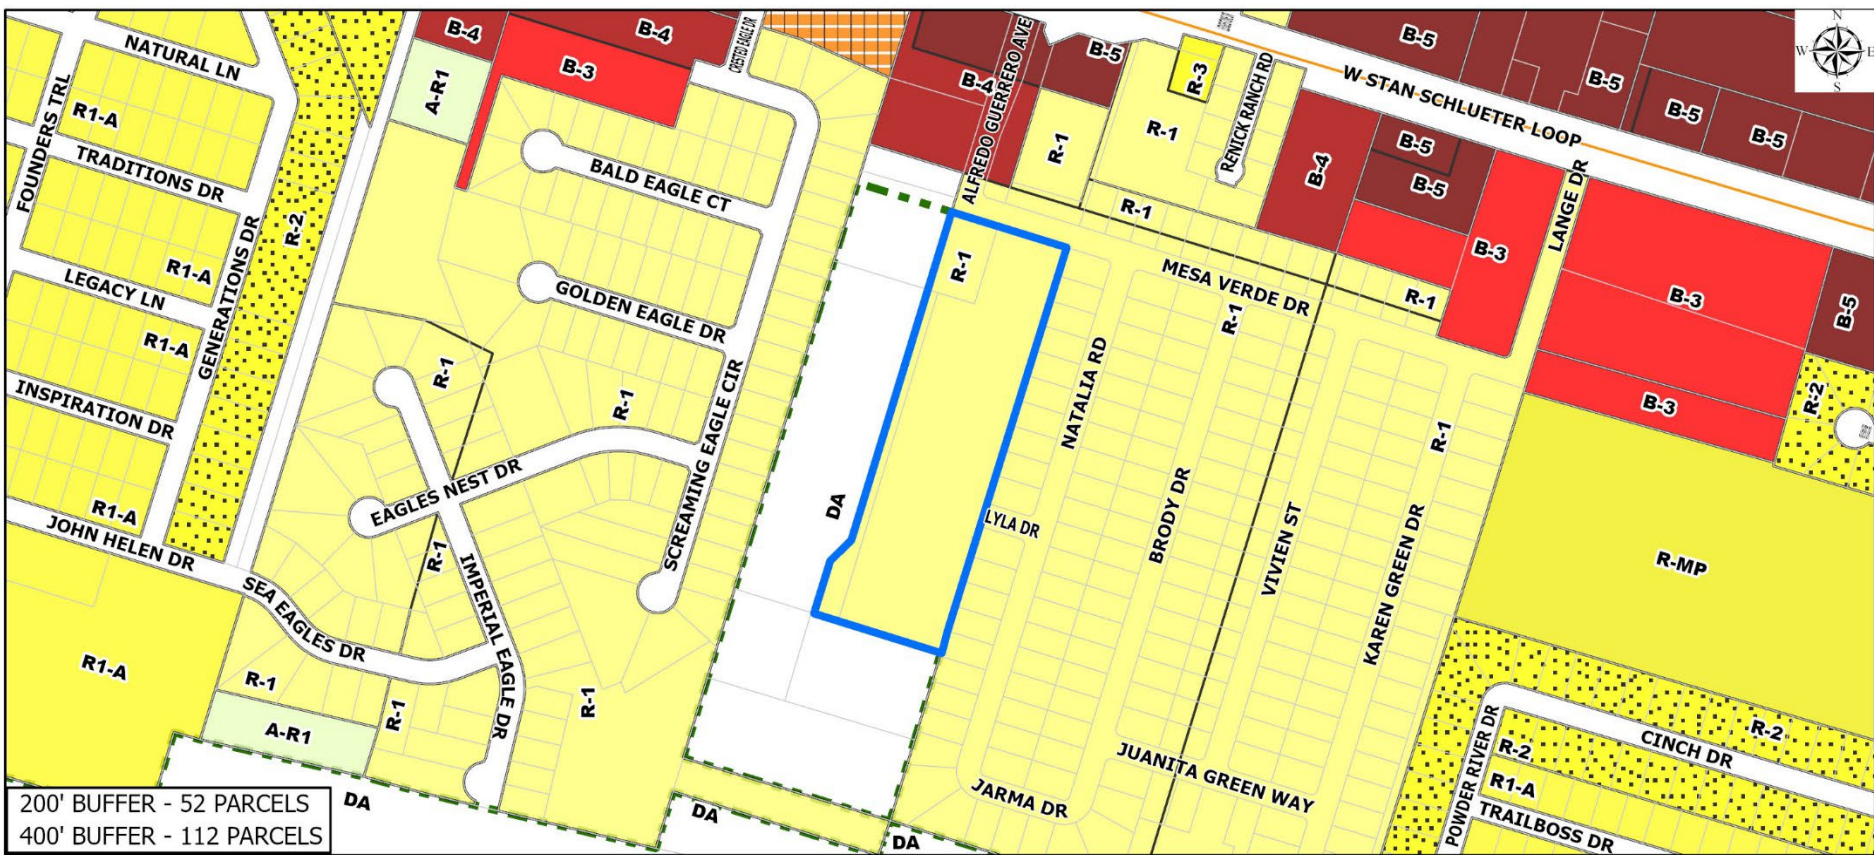 B-4
B-4
CRESTED EAGLE DR
B-5
ALFREDO GUERRERO AVE
B-5
N
W
E
S
NATURAL LN
B-3
A-R1
B-4
R-3
RENICK RANCH RD
W STAN SCHLUETER LOOP
B-5
B-5
B-5
FOUNDERS TRL
R1-A
TRADITIONS DR
R-1
R-1
B-5
B-5
B-4
BALD EAGLE CT
R-2
R-1
LANGE DR
GENERATIONS DR
R1-A
LEGACY LN
R-1
MESA VERDE DR
B-3
R-1
B-3
B-5
GOLDEN EAGLE DR
R-1
R1-A
NATALIA RD
R-1
R-1
SCREAMING EAGLE CIR
B-3
R-2
INSPIRATION DR
R-1
R1-A
EAGLES NEST DR
DA
LYLA DR
BRODY DR
VIVIEN ST
KAREN GREEN DR
JOHN HELEN DR
R-1
IMPERIAL EAGLE DR
R-MP
SEA EAGLES DR
R1-A
R-1
R-1
R-1
A-R1
JUANITA GREEN WAY
JARMA DR
POWDER RIVER DR
R-2
CINCH DR
R-2
R1-A
TRAILBOSS DR
DA
DA
DA
200' BUFFER - 52 PARCELS
400' BUFFER - 112 PARCELS